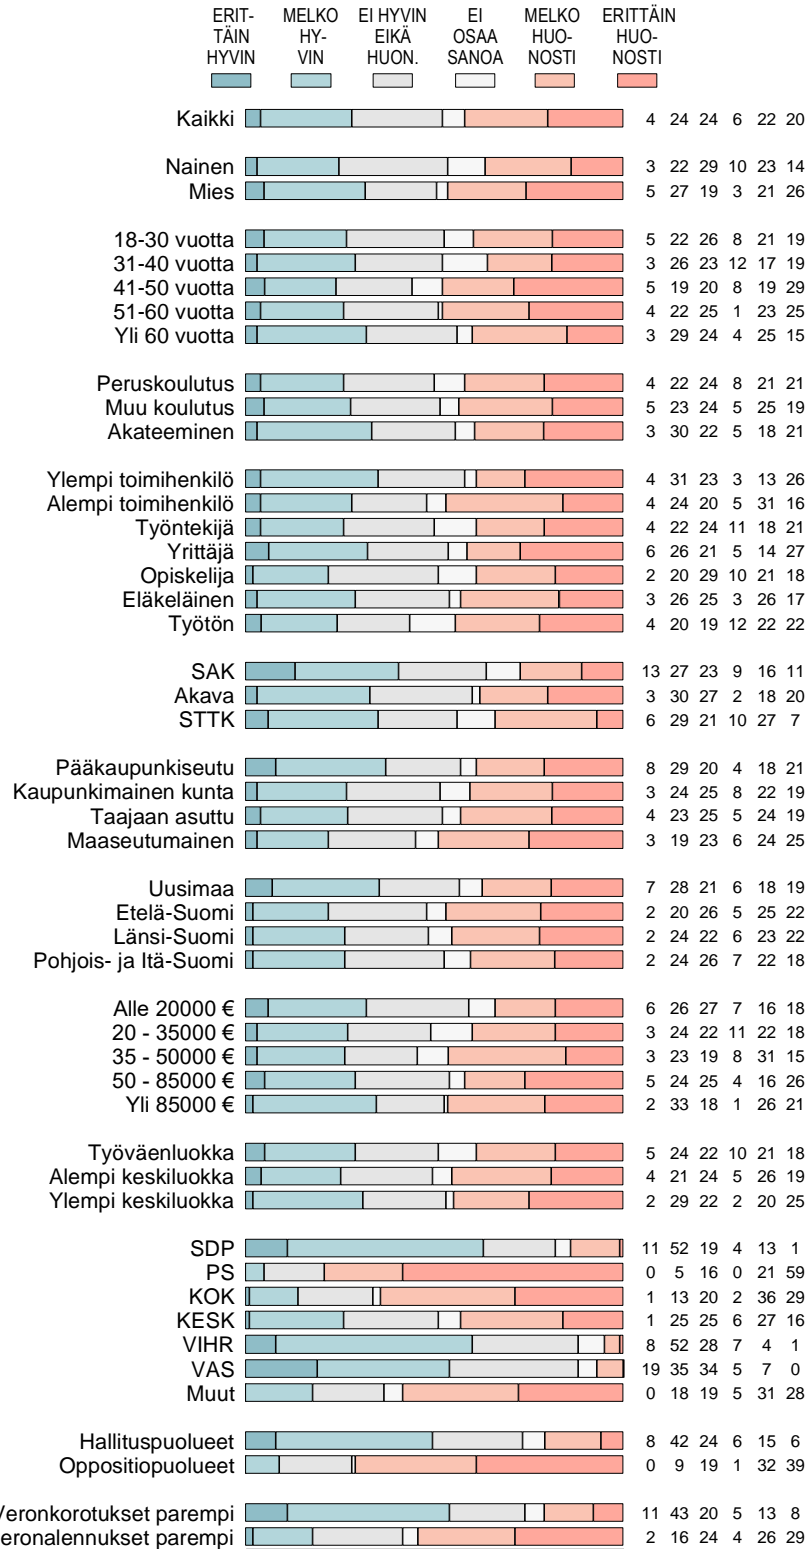 ERIT- MELKO EI HYVIN EI MELKO ERITTÄIN
TÄIN HY- EIKÄ OSAA HUO- HUO-
HYVIN VIN HUON. SANOA NOSTI NOSTI
Kaikki 4 24 24 6 22 20
Nainen 3 22 29 10 23 14
Mies 5 27 19 3 21 26
18-30 vuotta 5 22 26 8 21 19
31-40 vuotta 3 26 23 12 17 19
41-50 vuotta 5 19 20 8 19 29
51-60 vuotta 4 22 25 1 23 25
Yli 60 vuotta 3 29 24 4 25 15
Peruskoulutus 4 22 24 8 21 21
Muu koulutus 5 23 24 5 25 19
Akateeminen 3 30 22 5 18 21
Ylempi toimihenkilö 4 31 23 3 13 26
Alempi toimihenkilö 4 24 20 5 31 16
Työntekijä 4 22 24 11 18 21
Yrittäjä 6 26 21 5 14 27
Opiskelija 2 20 29 10 21 18
Eläkeläinen 3 26 25 3 26 17
Työtön 4 20 19 12 22 22
SAK 13 27 23 9 16 11
Akava 3 30 27 2 18 20
STTK 6 29 21 10 27 7
Pääkaupunkiseutu 8 29 20 4 18 21
Kaupunkimainen kunta 3 24 25 8 22 19
Taajaan asuttu 4 23 25 5 24 19
Maaseutumainen 3 19 23 6 24 25
Uusimaa 7 28 21 6 18 19
Etelä-Suomi 2 20 26 5 25 22
Länsi-Suomi 2 24 22 6 23 22
Pohjois- ja Itä-Suomi 2 24 26 7 22 18
Alle 20000 € 6 26 27 7 16 18
20 - 35000 € 3 24 22 11 22 18
35 - 50000 € 3 23 19 8 31 15
50 - 85000 € 5 24 25 4 16 26
Yli 85000 € 2 33 18 1 26 21
Työväenluokka 5 24 22 10 21 18
Alempi keskiluokka 4 21 24 5 26 19
Ylempi keskiluokka 2 29 22 2 20 25
SDP 11 52 19 4 13 1
PS 0 5 16 0 21 59
KOK 1 13 20 2 36 29
KESK 1 25 25 6 27 16
VIHR 8 52 28 7 4 1
VAS 19 35 34 5 7 0
Muut 0 18 19 5 31 28
Hallituspuolueet 8 42 24 6 15 6
Oppositiopuolueet 0 9 19 1 32 39
Veronkorotukset parempi 11 43 20 5 13 8
eronalennukset parempi 2 16 24 4 26 29